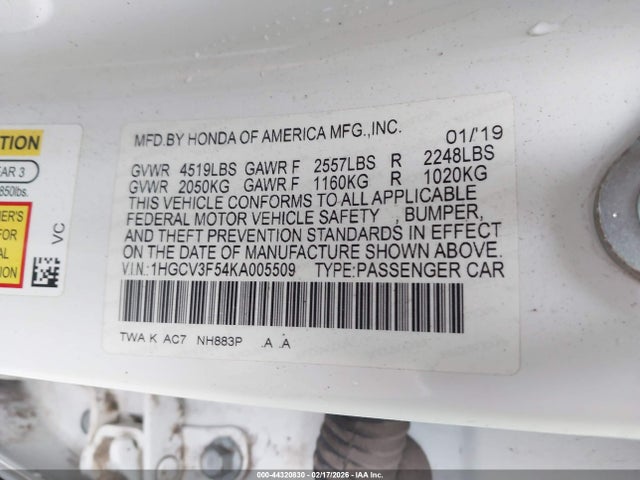 TION
EAR 3
850lbs.
ER'S
FOR
AL
ION
VC
MFD.BY HONDA OF AMERICA MFG.,INC. 01/'19
GVWR 4519LBS GAWR F 2557LBS R 2248LBS
GVWR 2050KG GAWR F 1160KG R 1020KG
THIS VEHICLE CONFORMS TO ALL APPLICABLE
FEDERAL MOTOR VEHICLE SAFETY , BUMPER,
AND THEFT PREVENTION STANDARDS IN EFFECT
ON THE DATE OF MANUFACTURE SHOWN ABOVE.
V.I.N.: 1HGCV3F54KA005509 TYPE:PASSENGER CAR
TWA K AC7 NH883P .A .A
000-44320830 - 02/17/2026 - IAA Inc.